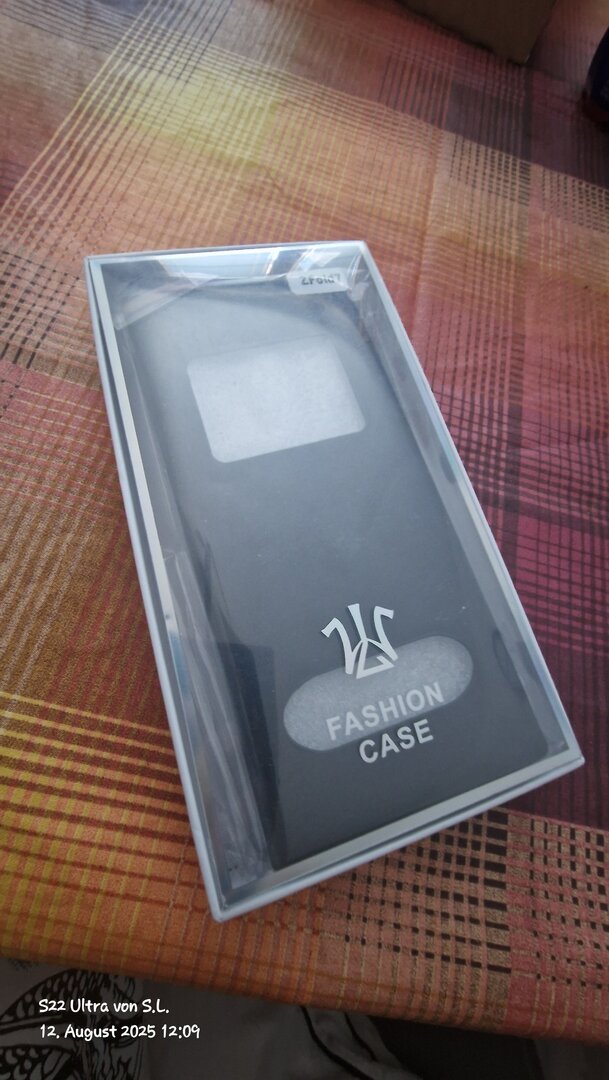 ZFold7
FASHION
CASE
S22 Ultra von S.L.
12. August 2025 12:09